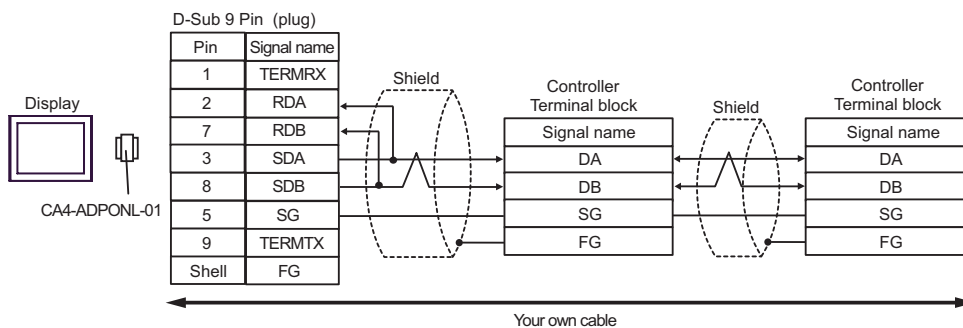 D-Sub 9 Pin (plug)
Pin Signal name
1 TERMRX
2 RDA
7 RDB
3 SDA
8 SDB
5 SG
9 TERMTX
Shell FG
Display
CA4-ADPONL-01
Shield
Controller
Terminal block
Signal name
DA
DB
SG
FG
Shield
Controller
Terminal block
Signal name
DA
DB
SG
FG
Your own cable